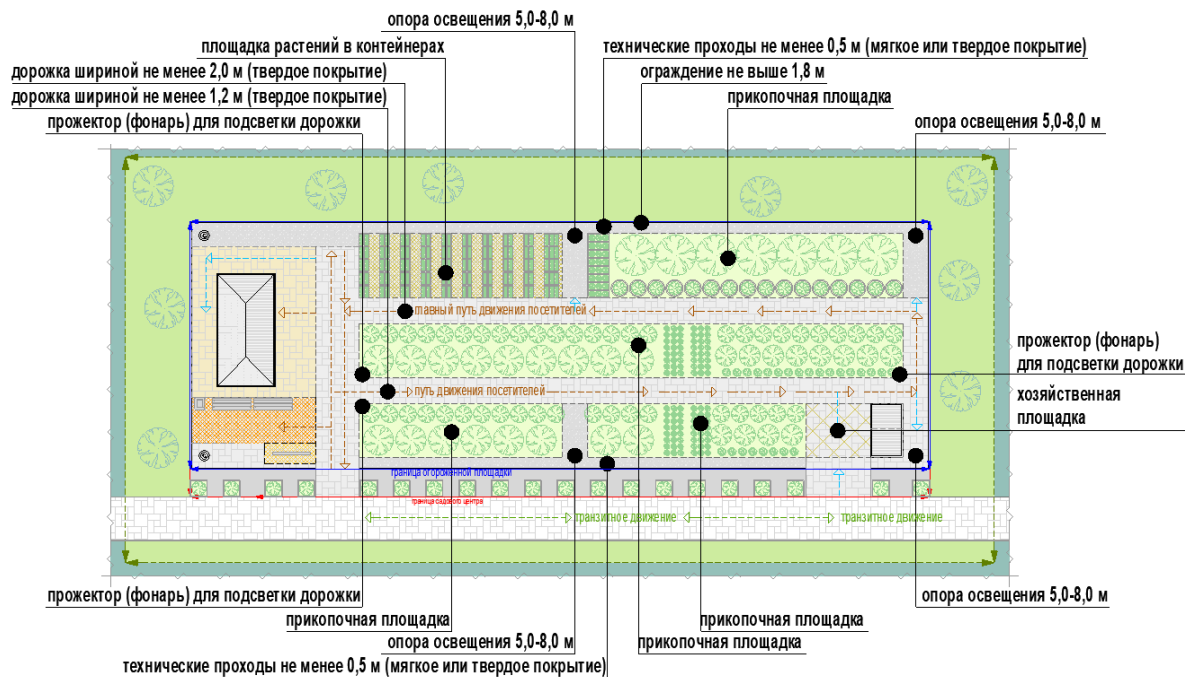 опора освещения 5,0-8,0 м
площадка растений в контейнерах
технические проходы не менее 0,5 м (мягкое или твердое покрытие)
дорожка шириной не менее 2,0 м (твердое покрытие)
ограждение не выше 1,8 м
дорожка шириной не менее 1,2 м (твердое покрытие)
прикопочная площадка
прожектор (фонарь) для подсветки дорожки
опора освещения 5,0-8,0 м
главный путь движения посетителей
прожектор (фонарь)
для подсветки дорожки
путь движения посетителей
хозяйственная
площадка
граница огороженной площадки
граница садового центра
транзитное движение
транзитное движение
прожектор (фонарь) для подсветки дорожки
опора освещения 5,0-8,0 м
прикопочная площадка
прикопочная площадка
опора освещения 5,0-8,0 м
прикопочная площадка
технические проходы не менее 0,5 м (мягкое или твердое покрытие)